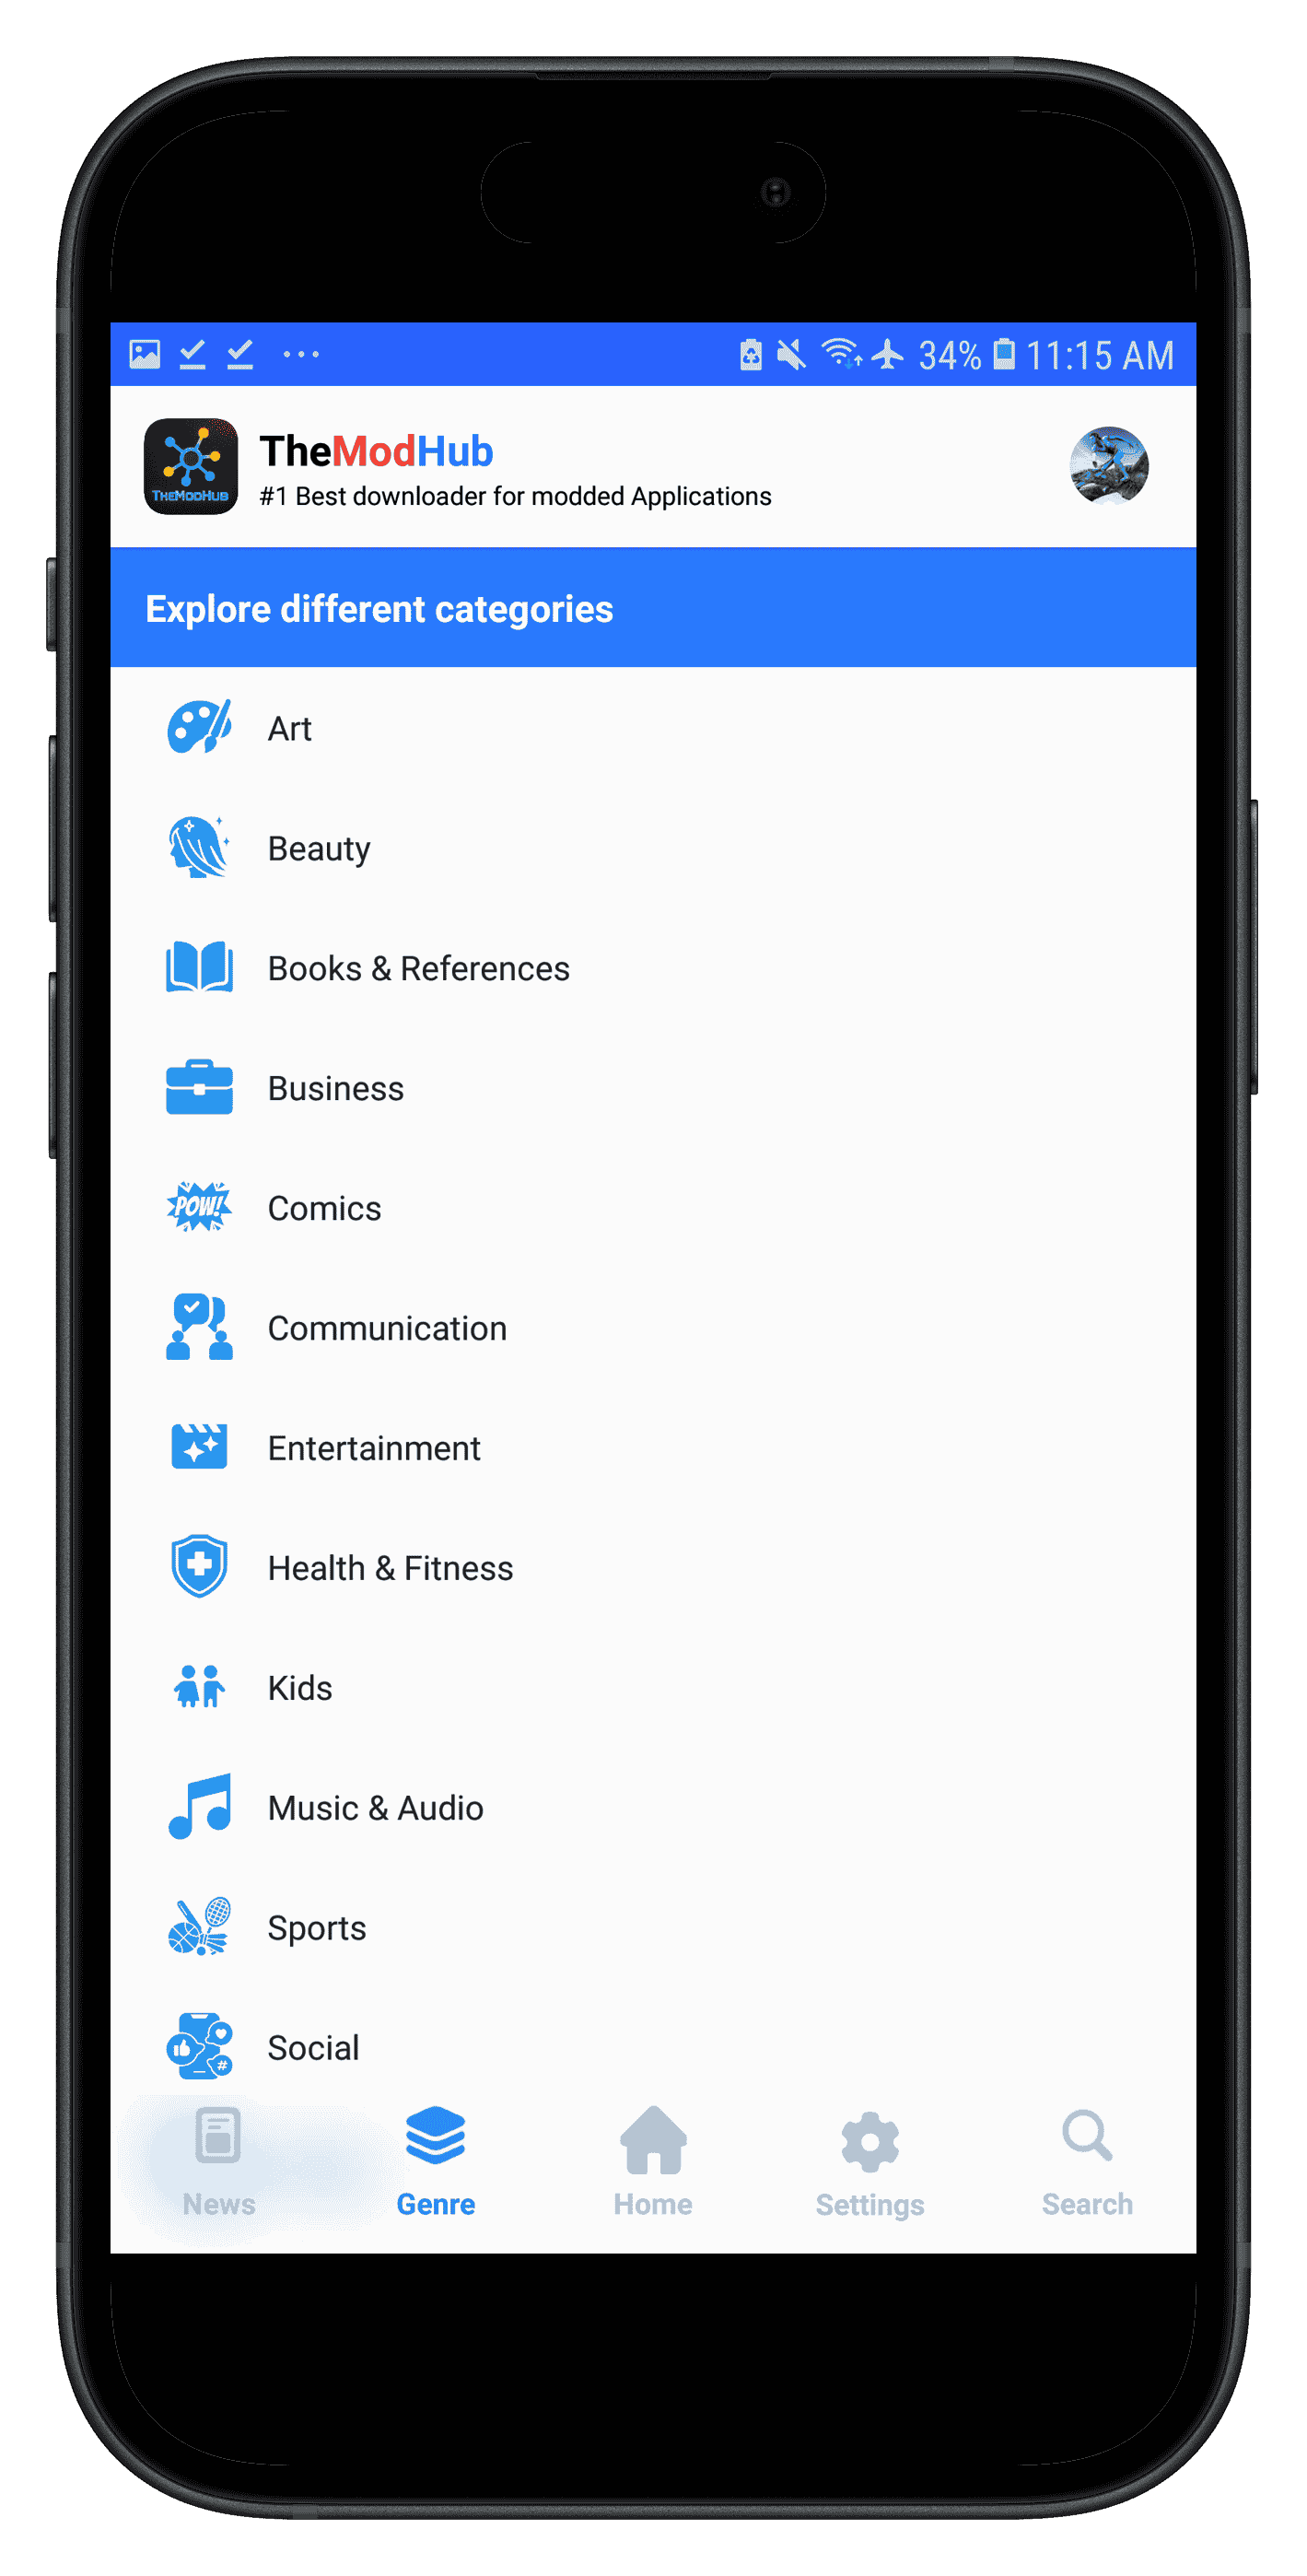 34% 11:15 AM
THEMODHUB
TheModHub
#1 Best downloader for modded Applications
Explore different categories
Art
Beauty
Books & References
Business
POW!
Comics
Communication
Entertainment
Health & Fitness
Kids
Music & Audio
Sports
#
Social
News
Genre
Home
Settings
Search